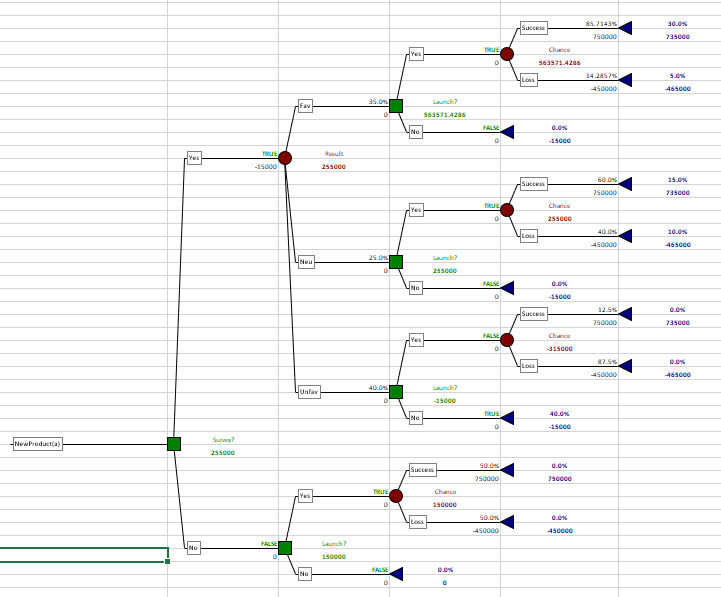 Success 85.7143% 30.0%
750000 735000
Yes TRUE Chance
0 563571.4286
Loss 14.2857% 5.0%
-450000 -465000
Fav 35.0% Launch?
0 563571.4286
No FALSE 0.0%
0 -15000
Yes TRUE Result
-15000 255000
Success 60.0% 15.0%
750000 735000
Yes TRUE Chance
0 255000
Loss 40.0% 10.0%
-450000 -465000
Neu 25.0% Launch?
0 255000
No FALSE 0.0%
0 -15000
Success 12.5% 0.0%
750000 735000
Yes FALSE Chance
0 -315000
Loss 87.5% 0.0%
-450000 -465000
Unfav 40.0% Launch?
0 -15000
No TRUE 40.0%
0 -15000
NewProduct(a) Survey?
255000
Success 50.0% 0.0%
750000 750000
Yes TRUE Chance
0 150000
Loss 50.0% 0.0%
-450000 -450000
No FALSE Launch?
0 150000
No FALSE 0.0%
0 0